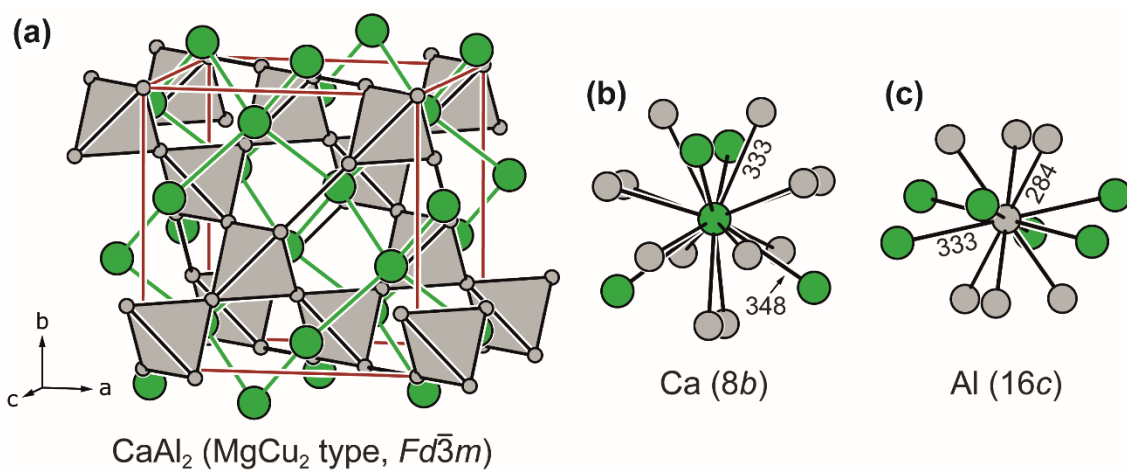 (a)
b
c
a
CaAl₂ (MgCu₂ type, Fd3̅m)
(b)
333
348
Ca (8b)
(c)
284
333
Al (16c)